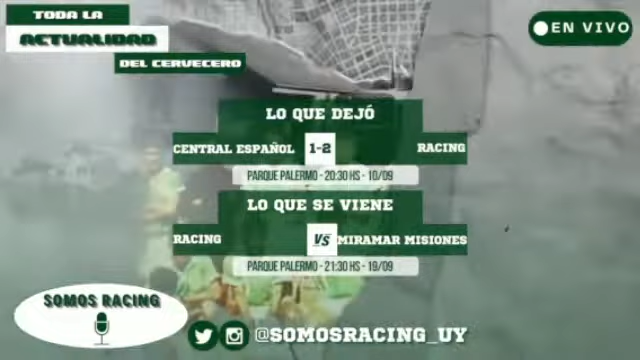 TODA LA
ACTUALIDAD
DEL CERVECERO
EN VIVO
LO QUE DEJÓ
CENTRAL ESPAÑOL 1-2 RACING
PARQUE PALERMO - 20:30 HS - 10/09
LO QUE SE VIENE
RACING VS MIRAMAR MISIONES
PARQUE PALERMO - 21:30 HS - 19/09
SOMOS RACING
@SOMOSRACING_UY